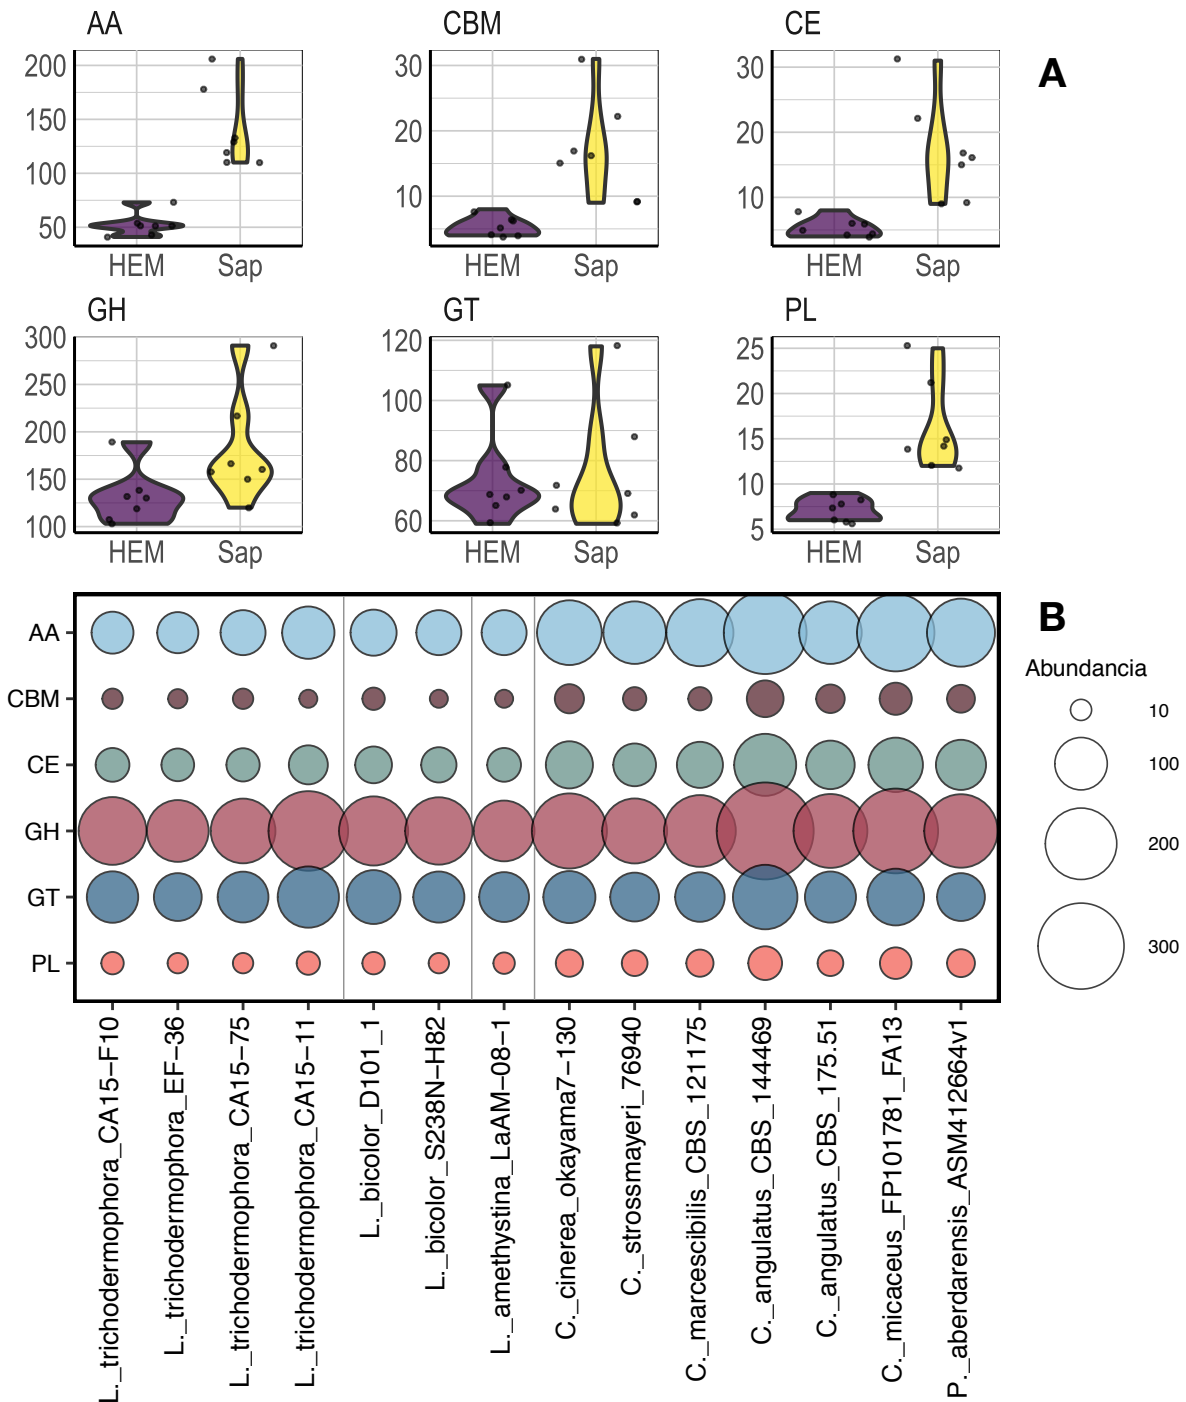 AA
CBM
CE
A
200
150
100
50
HEM
Sap
30
20
10
HEM
Sap
30
20
10
HEM
Sap
GH
GT
PL
300
250
200
150
100
HEM
Sap
120
100
80
60
HEM
Sap
25
20
15
10
5
HEM
Sap
B
AA
CBM
CE
GH
GT
PL
Abundancia
10
100
200
300
L._trichodermophora_CA15−F10
L._trichodermophora_EF−36
L._trichodermophora_CA15−75
L._trichodermophora_CA15−11
L._bicolor_D101_1
L._bicolor_S238N−H82
L._amethystina_LaAM−08−1
C._cinerea_okayama7−130
C._strossmayeri_76940
C._marcescibilis_CBS_121175
C._angulatus_CBS_144469
C._angulatus_CBS_175.51
C._micaceus_FP101781_FA13
P._aberdarensis_ASM412664v1